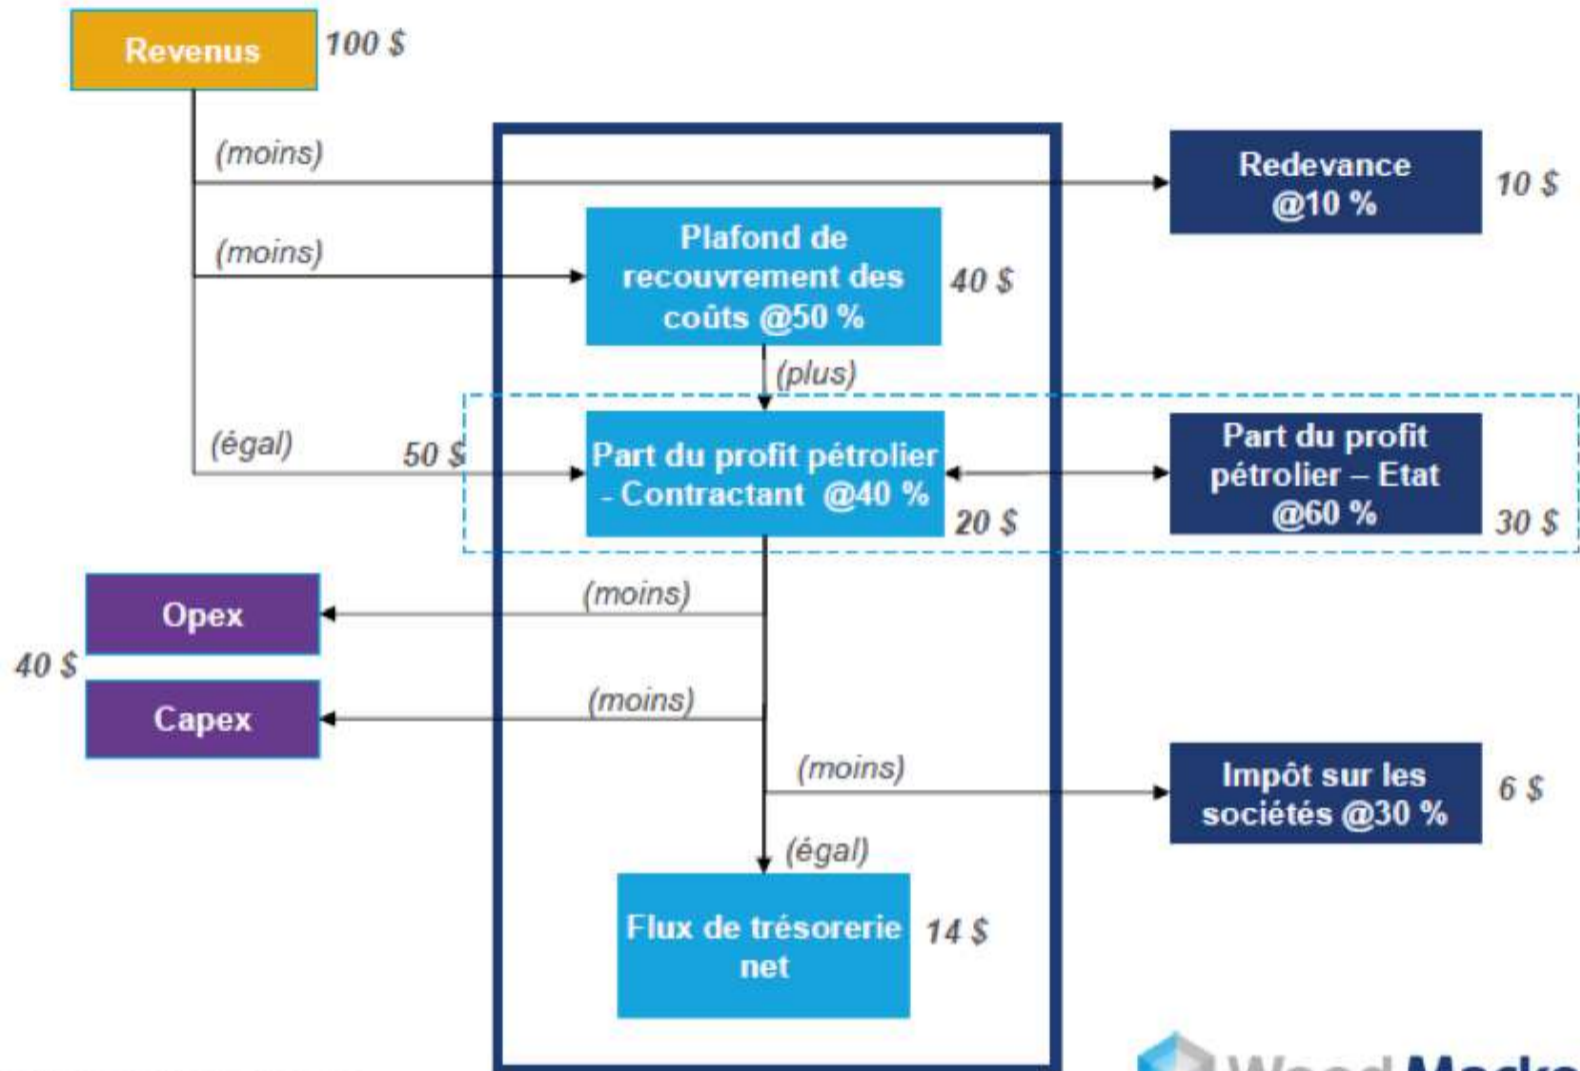 Revenus
100 $
(moins)
Redevance
@10 %
10 $
(moins)
Plafond de
recouvrement des
coûts @50 %
40 $
(plus)
(égal)
50 $
Part du profit pétrolier
- Contractant @40 %
20 $
Part du profit
pétrolier – Etat
@60 %
30 $
Opex
(moins)
40 $
Capex
(moins)
(moins)
Impôt sur les
sociétés @30 %
6 $
(égal)
Flux de trésorerie
net
14 $